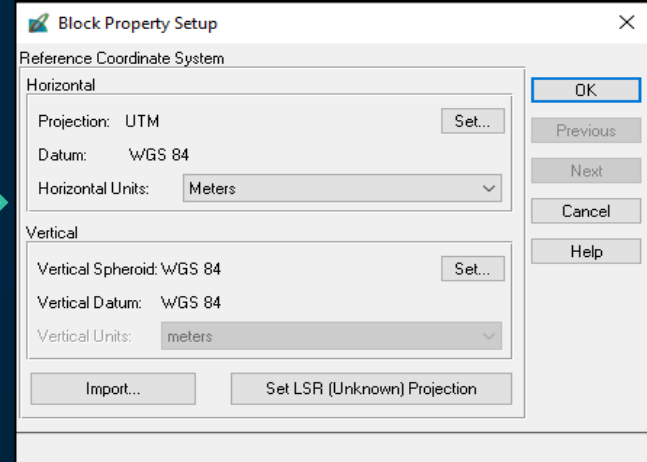 Block Property Setup
Reference Coordinate System
Horizontal
OK
Projection: UTM Set...
Previous
Datum: WGS 84
Next
Horizontal Units: Meters
Cancel
Vertical
Help
Vertical Spheroid: WGS 84 Set...
Vertical Datum: WGS 84
Vertical Units: meters
Import... Set LSR (Unknown) Projection